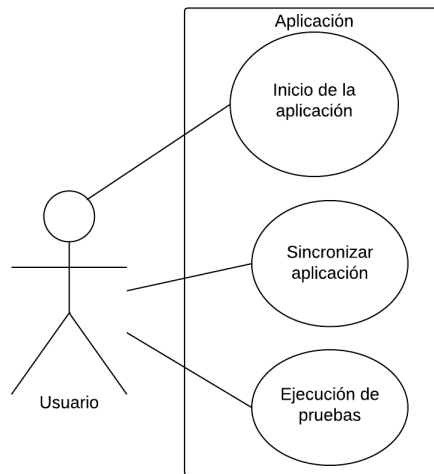 Aplicación
Inicio de la
aplicación
Sincronizar
aplicación
Usuario
Ejecución de
pruebas